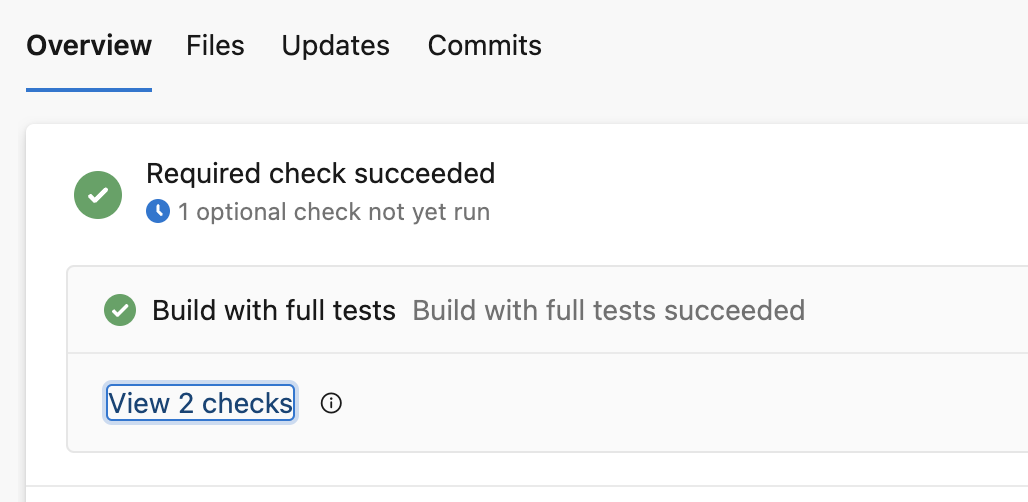 Overview Files Updates Commits
Required check succeeded
1 optional check not yet run
Build with full tests Build with full tests succeeded
View 2 checks